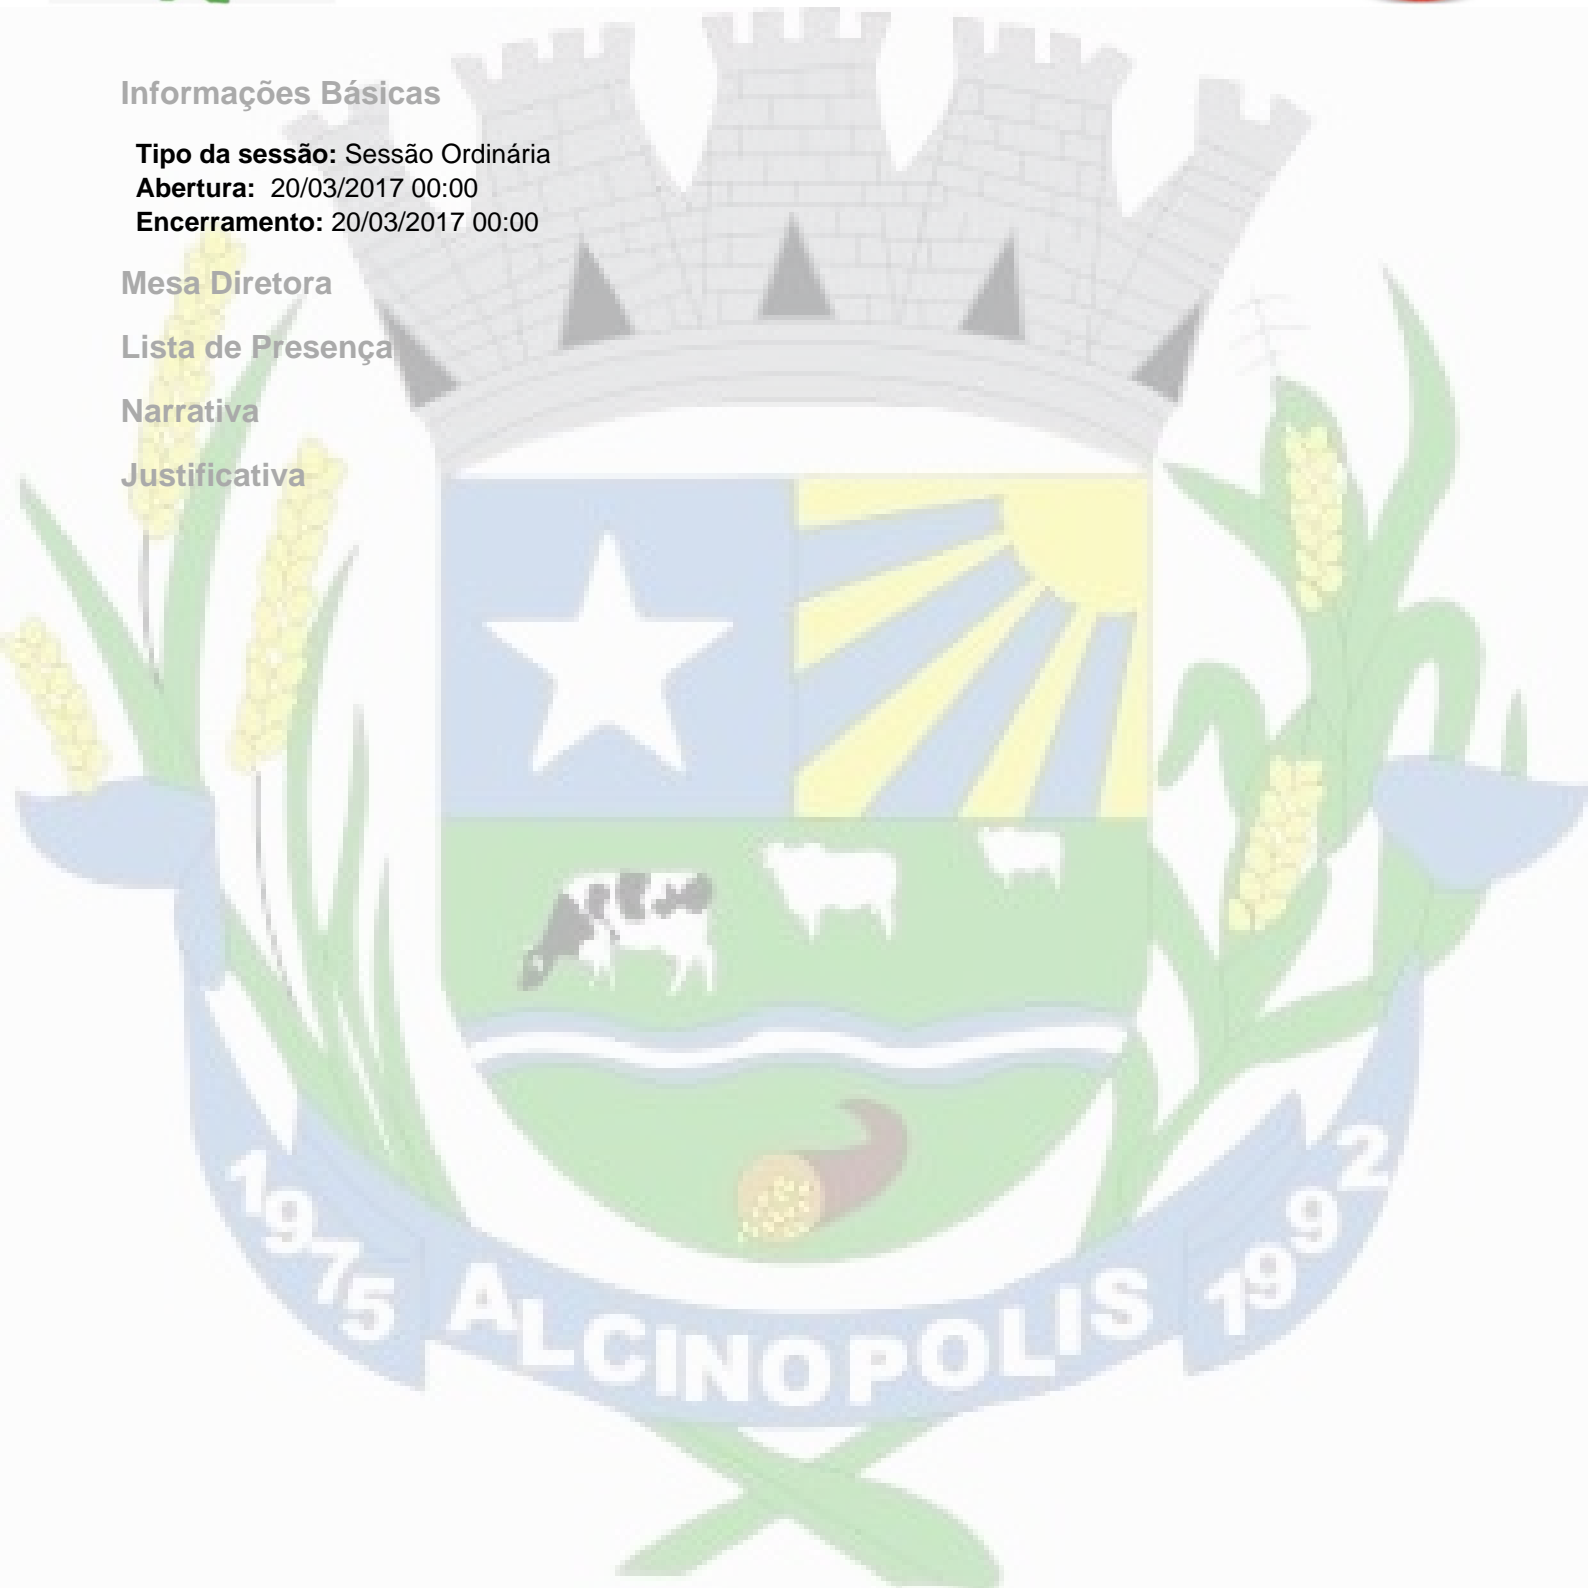 Informações Básicas
Tipo da sessão: Sessão Ordinária
Abertura: 20/03/2017 00:00
Encerramento: 20/03/2017 00:00
Mesa Diretora
Lista de Presença
Narrativa
Justificativa
1975 ALCINOPOLIS 1992